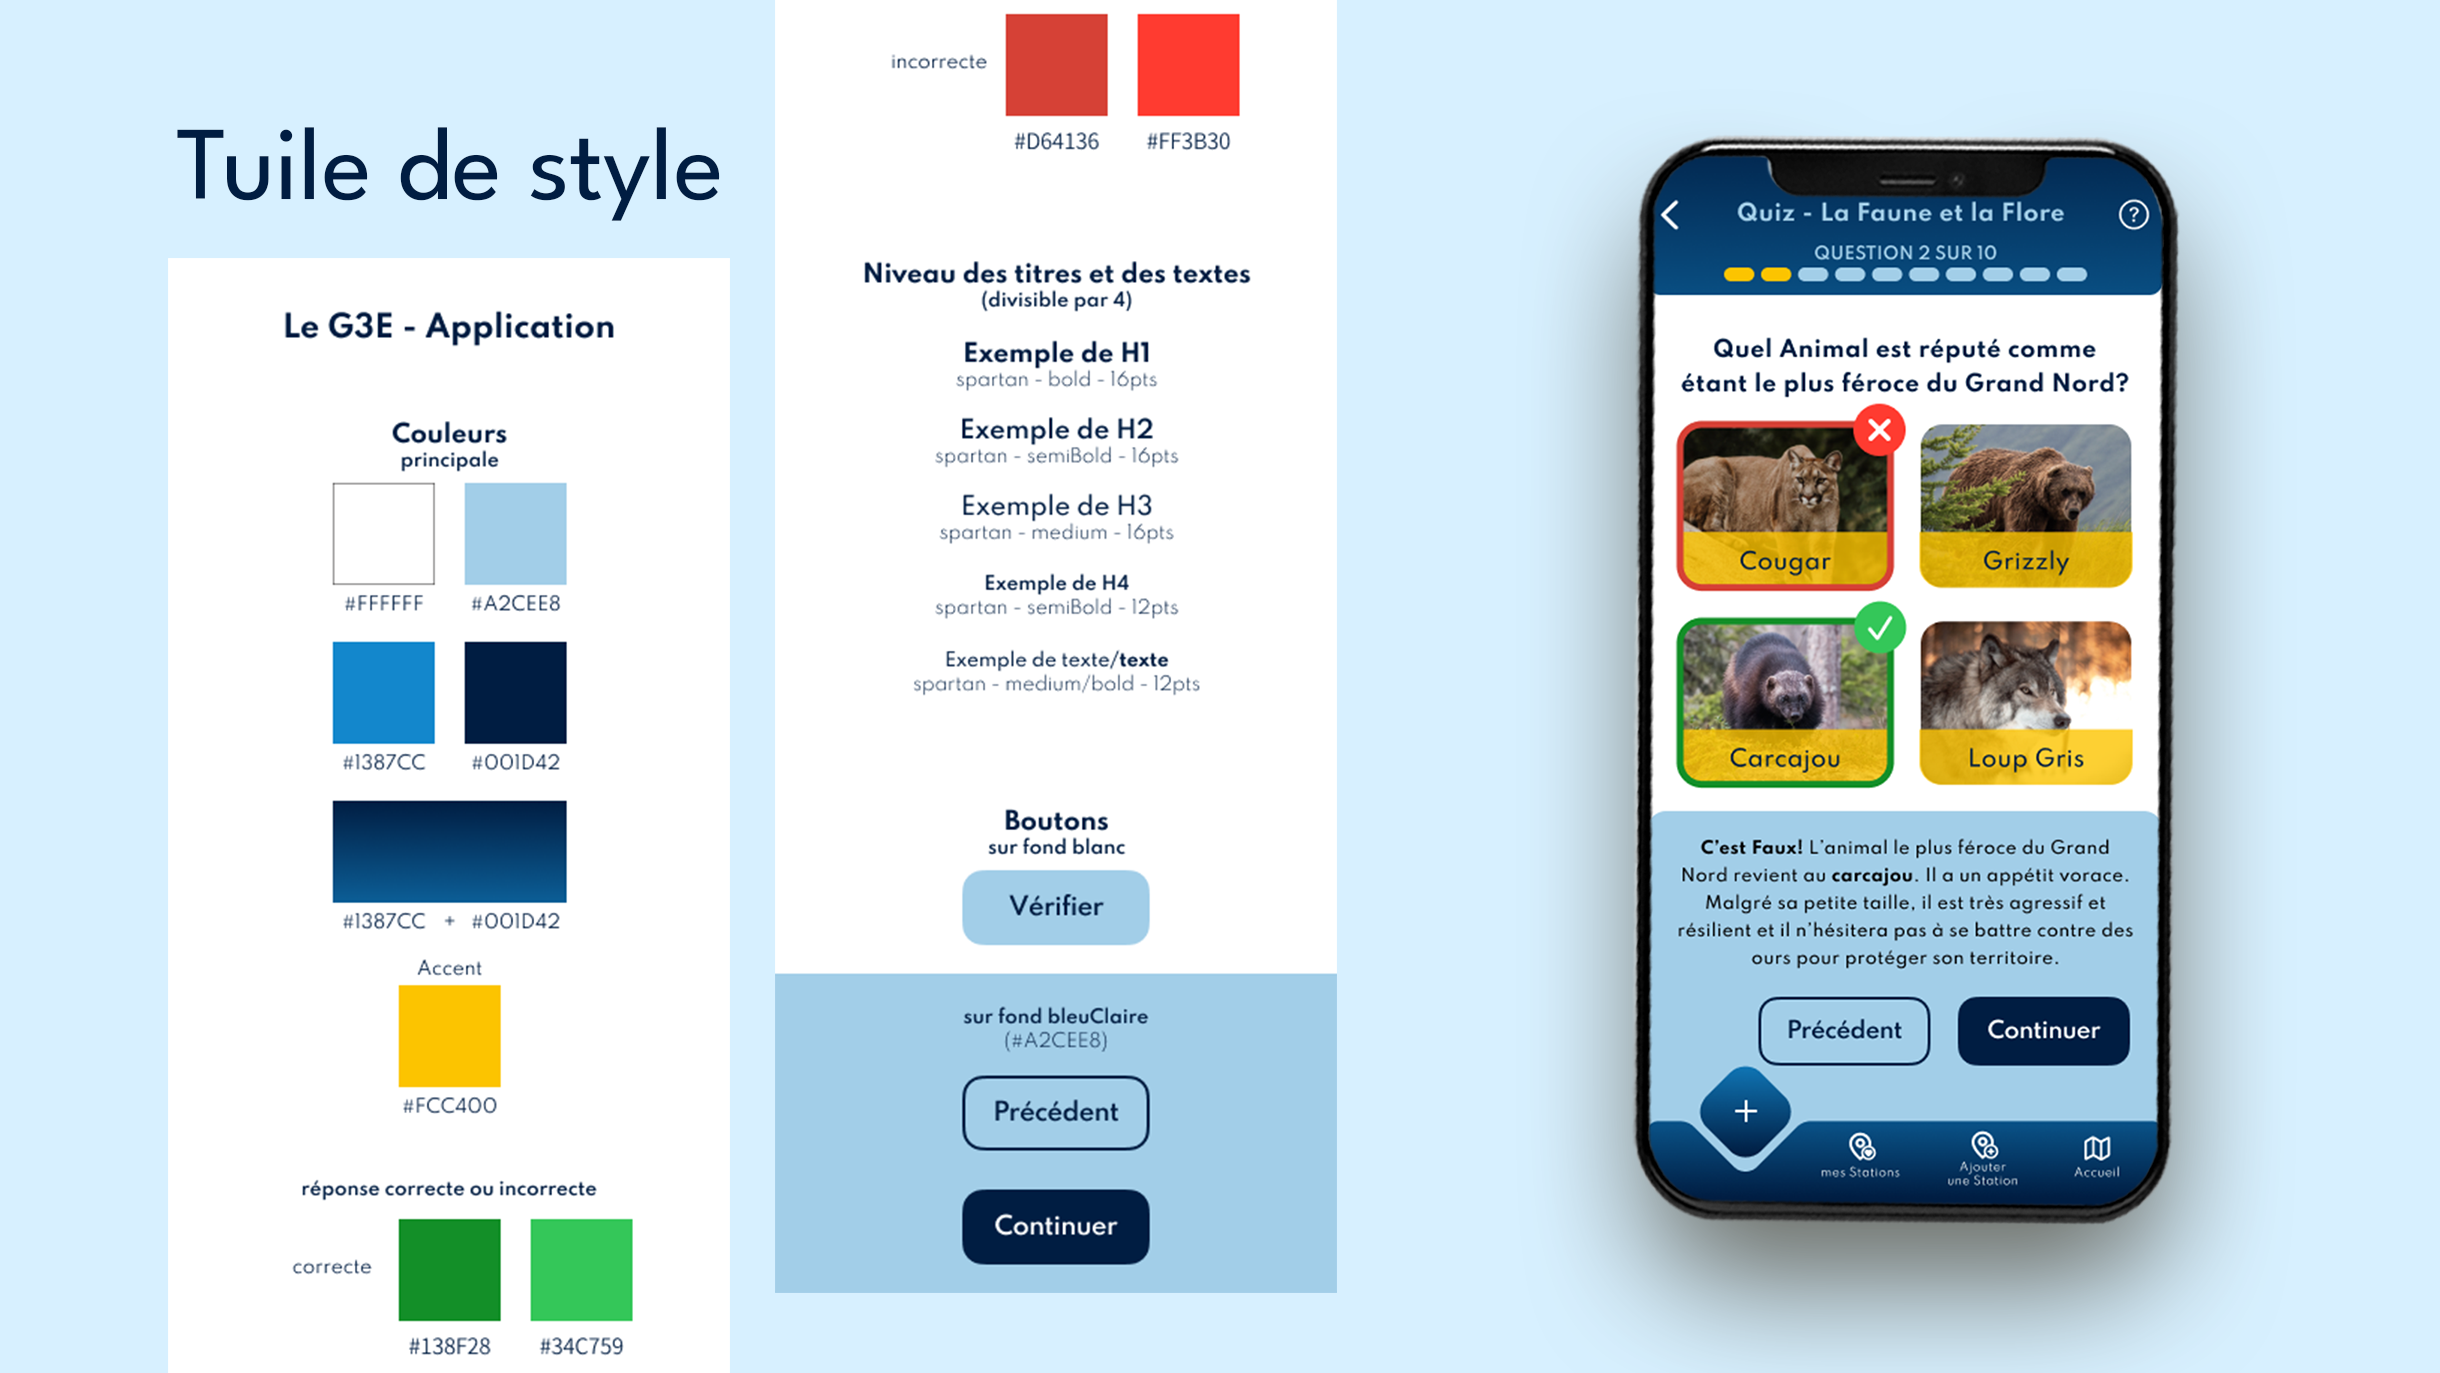 Tuile de style
Le G3E - Application
Couleurs
principale
#FFFFFF
#A2CEE8
#1387CC
#001D42
#1387CC + #001D42
Accent
#FCC400
réponse correcte ou incorrecte
correcte
#138F28
#34C759
incorrecte
#D64136
#FF3B30
Niveau des titres et des textes
(divisible par 4)
Exemple de H1
spartan - bold - 16pts
Exemple de H2
spartan - semiBold - 16pts
Exemple de H3
spartan - medium - 16pts
Exemple de H4
spartan - semiBold - 12pts
Exemple de texte/texte
spartan - medium/bold - 12pts
Boutons
sur fond blanc
Vérifier
sur fond bleuClaire
(#A2CEE8)
Précédent
Continuer
Quiz - La Faune et la Flore
?
QUESTION 2 SUR 10
Quel Animal est réputé comme
étant le plus féroce du Grand Nord?
Cougar
Grizzly
Carcajou
Loup Gris
C'est Faux! L'animal le plus féroce du Grand
Nord revient au carcajou. Il a un appétit vorace.
Malgré sa petite taille, il est très agressif et
résilient et il n'hésitera pas à se battre contre des
ours pour protéger son territoire.
Précédent
Continuer
mes Stations
Ajouter
une Station
Accueil